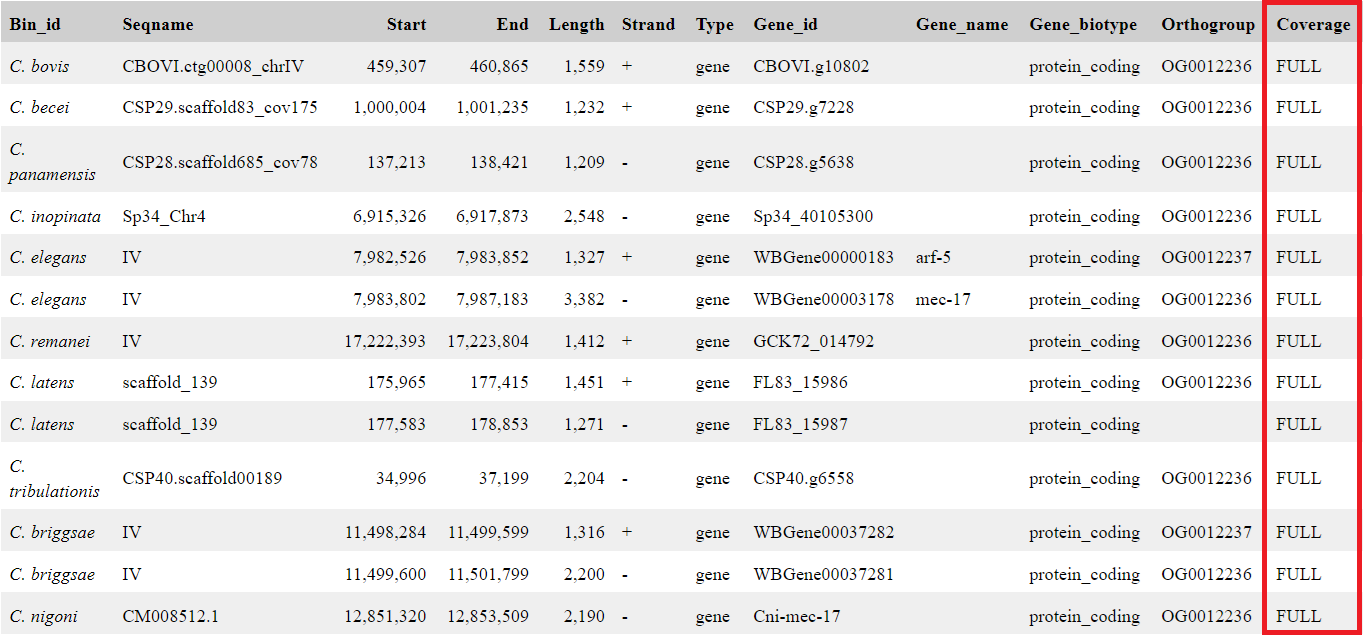 Bin_id Seqname Start End Length Strand Type Gene_id Gene_name Gene_biotype Orthogroup Coverage
C. bovis CBOVI.ctg00008_chrIV 459,307 460,865 1,559 + gene CBOVI.g10802 protein_coding OG0012236 FULL
C. becei CSP29.scaffold83_cov175 1,000,004 1,001,235 1,232 + gene CSP29.g7228 protein_coding OG0012236 FULL
C.
panamensis CSP28.scaffold685_cov78 137,213 138,421 1,209 - gene CSP28.g5638 protein_coding OG0012236 FULL
C. inopinata Sp34_Chr4 6,915,326 6,917,873 2,548 - gene Sp34_40105300 protein_coding OG0012236 FULL
C. elegans IV 7,982,526 7,983,852 1,327 + gene WBGene00000183 arf-5 protein_coding OG0012237 FULL
C. elegans IV 7,983,802 7,987,183 3,382 - gene WBGene00003178 mec-17 protein_coding OG0012236 FULL
C. remanei IV 17,222,393 17,223,804 1,412 + gene GCK72_014792 protein_coding OG0012236 FULL
C. latens scaffold_139 175,965 177,415 1,451 + gene FL83_15986 protein_coding OG0012236 FULL
C. latens scaffold_139 177,583 178,853 1,271 - gene FL83_15987 protein_coding FULL
C.
tribulationis CSP40.scaffold00189 34,996 37,199 2,204 - gene CSP40.g6558 protein_coding OG0012236 FULL
C. briggsae IV 11,498,284 11,499,599 1,316 + gene WBGene00037282 protein_coding OG0012237 FULL
C. briggsae IV 11,499,600 11,501,799 2,200 - gene WBGene00037281 protein_coding OG0012236 FULL
C. nigoni CM008512.1 12,851,320 12,853,509 2,190 - gene Cni-mec-17 protein_coding OG0012236 FULL